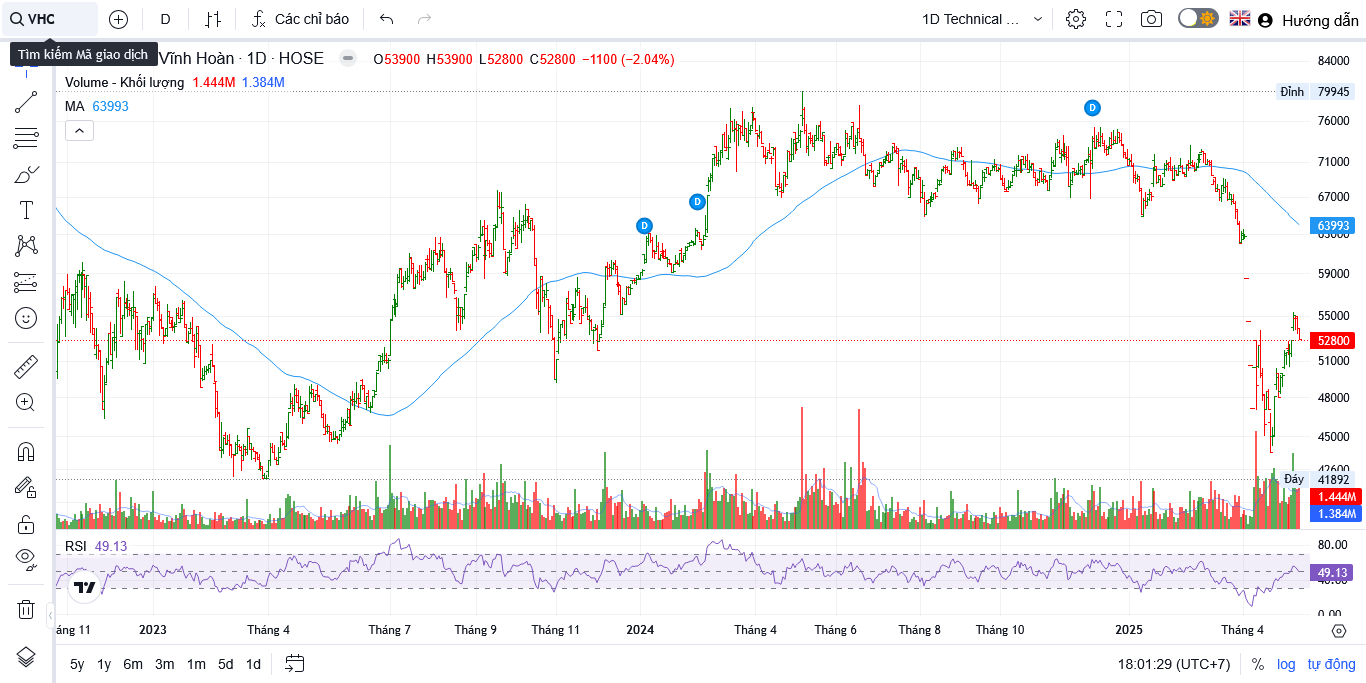 VHC
D
Các chỉ báo
1D Technical ...
Hướng dẫn
Tìm kiếm Mã giao dịch
Vĩnh Hoàn · 1D · HOSE
O53900 H53900 L52800 C52800 −1100 (−2.04%)
Volume - Khối lượng 1.444M 1.384M
MA 63993
84000
Đỉnh 79945
76000
71000
67000
63993
63000
59000
55000
52800
51000
48000
45000
42600
Đáy 41892
1.444M
1.384M
D
D
D
RSI 49.13
80.00
49.13
40.00
0.00
áng 11
2023
Tháng 4
Tháng 7
Tháng 9
Tháng 11
2024
Tháng 4
Tháng 6
Tháng 8
Tháng 10
2025
Tháng 4
5y 1y 6m 3m 1m 5d 1d
18:01:29 (UTC+7)
% log tự động